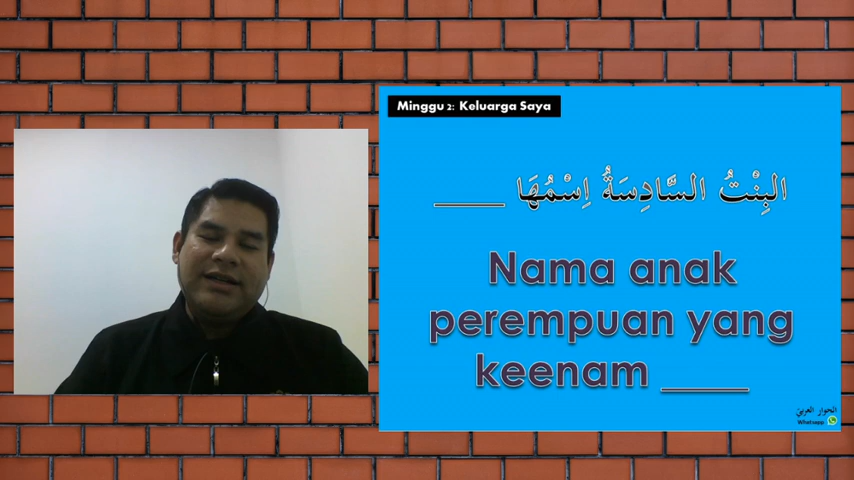 Minggu 2: Keluarga Saya
البِنْتُ السَّادِسَةُ اِسْمُهَا ____
Nama anak
perempuan yang
keenam ____
الحوار العربي
Whatsapp